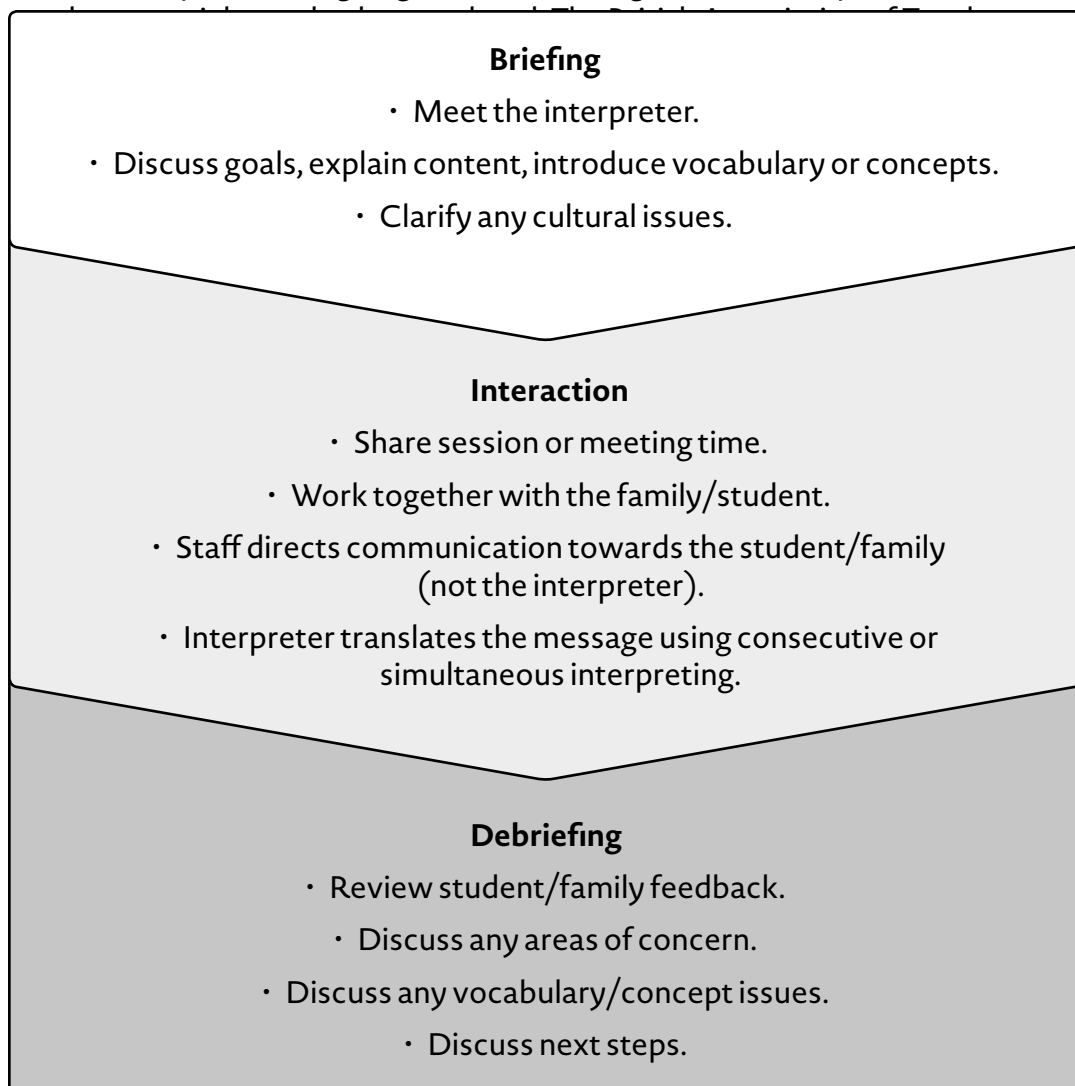 Briefing
· Meet the interpreter.
· Discuss goals, explain content, introduce vocabulary or concepts.
· Clarify any cultural issues.
Interaction
· Share session or meeting time.
· Work together with the family/student.
· Staff directs communication towards the student/family
(not the interpreter).
· Interpreter translates the message using consecutive or
simultaneous interpreting.
Debriefing
· Review student/family feedback.
· Discuss any areas of concern.
· Discuss any vocabulary/concept issues.
· Discuss next steps.